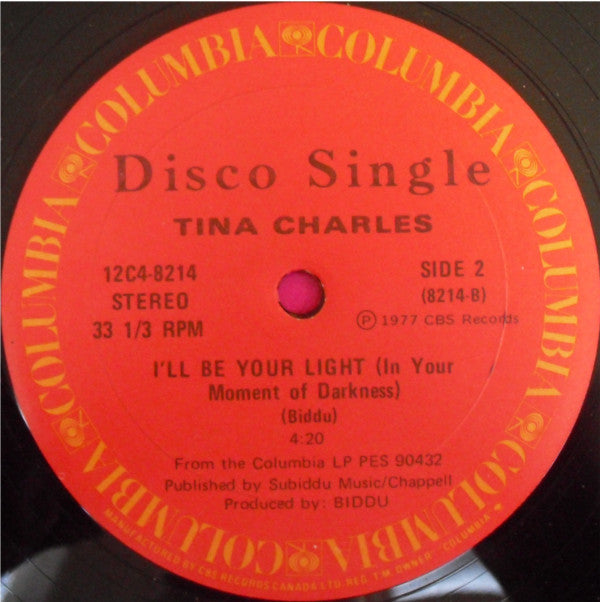 COLUMBIA COLUMBIA COLUMBIA COLUMBIA COLUMBIA COLUMBIA
Disco Single
TINA CHARLES
12C4-8214
STEREO
33 1/3 RPM
SIDE 2
(8214-B)
Ⓟ 1977 CBS Records
I'LL BE YOUR LIGHT (In Your
Moment of Darkness)
(Biddu)
4:20
From the Columbia LP PES 90432
Published by Subiddu Music/Chappell
Produced by: BIDDU
MANUFACTURED BY CBS RECORDS CANADA LTD. REG. T'M. OWNER "COLUMBIA"